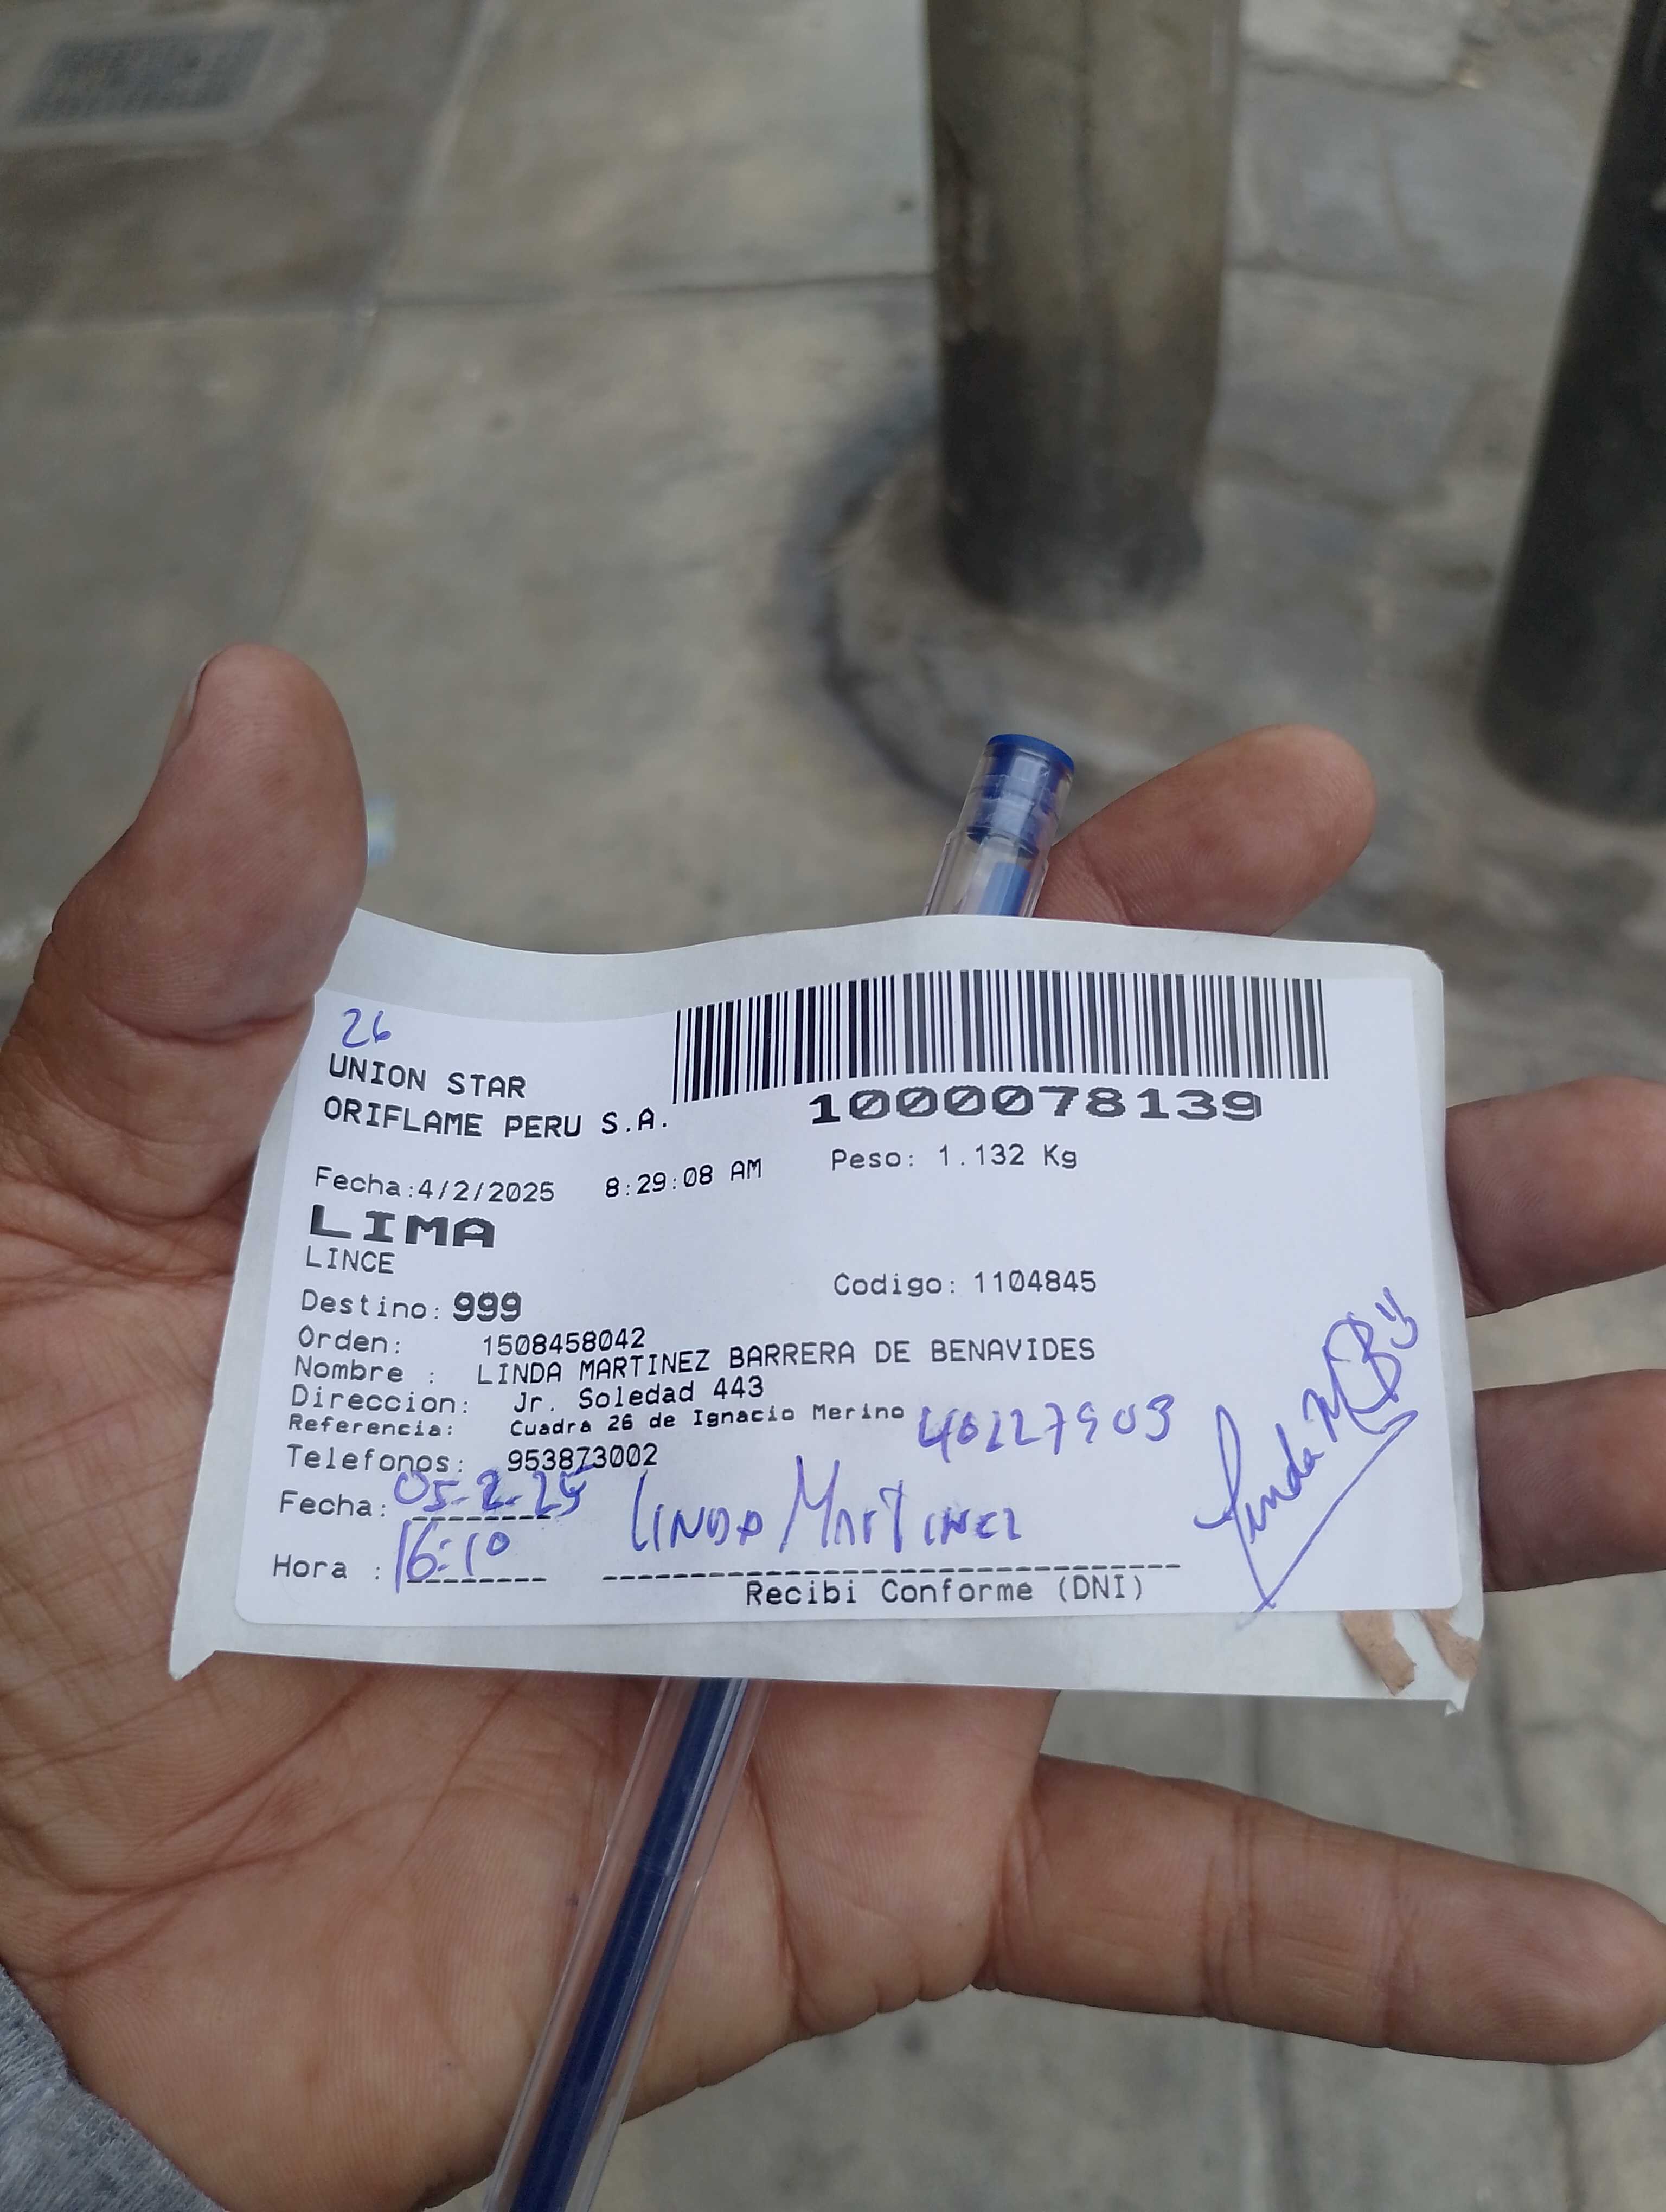 26
UNION STAR
ORIFLAME PERU S.A.
1000078139
Fecha:4/2/2025 8:29:08 AM
Peso: 1.132 Kg
LIMA
LINCE
Codigo: 1104845
Destino: 999
Orden: 1508458042
Nombre : LINDA MARTINEZ BARRERA DE BENAVIDES
Direccion: Jr. Soledad 443
Referencia: Cuadra 26 de Ignacio Merino
Telefonos: 953873002
Fecha: 05-2-25 LINDA MARTINEZ
Hora : 16:10
Recibi Conforme (DNI)
Linda